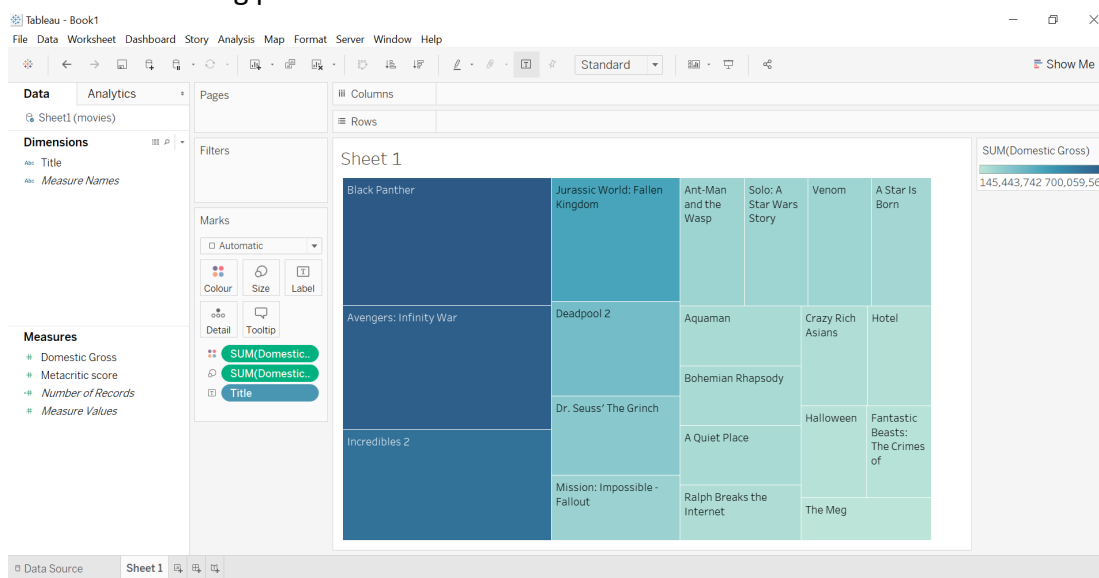 Tableau - Book1
File Data Worksheet Dashboard Story Analysis Map Format Server Window Help
Standard
Show Me
Data
Analytics
Sheet1 (movies)
Dimensions
Abc Title
Abc Measure Names
Measures
# Domestic Gross
# Metacritic score
=# Number of Records
# Measure Values
Pages
Filters
Marks
Automatic
Colour
Size
Label
Detail
Tooltip
SUM(Domestic..
SUM(Domestic..
Title
Columns
Rows
Sheet 1
Black Panther
Avengers: Infinity War
Incredibles 2
Jurassic World: Fallen
Kingdom
Deadpool 2
Dr. Seuss' The Grinch
Mission: Impossible -
Fallout
Ant-Man
and the
Wasp
Solo: A
Star Wars
Story
Venom
A Star Is
Born
Aquaman
Bohemian Rhapsody
A Quiet Place
Ralph Breaks the
Internet
Crazy Rich
Asians
Hotel
Halloween
Fantastic
Beasts:
The Crimes
of
The Meg
SUM(Domestic Gross)
145,443,742 700,059,56
Data Source
Sheet 1